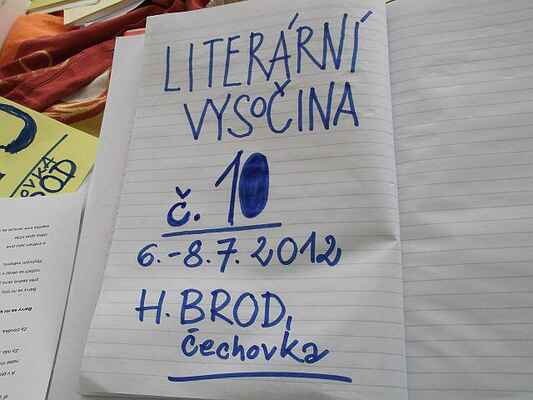 LITERÁRNÍ
VYSOČINA
č. 10
6.-8.7.2012
H. BROD,
čechovka